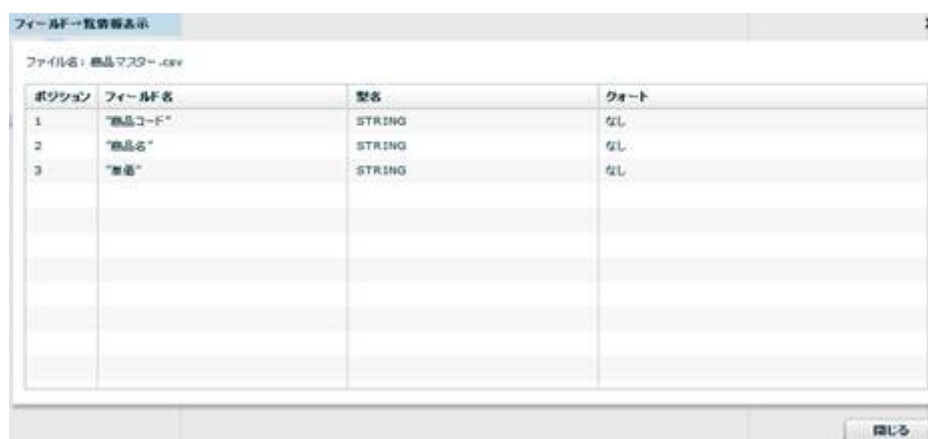 フィールド一覧情報表示
ファイル名：商品マスター.csv
ポジション フィールド名 型名 クォート
1 "商品コード" STRING なし
2 "商品名" STRING なし
3 "単価" STRING なし
閉じる